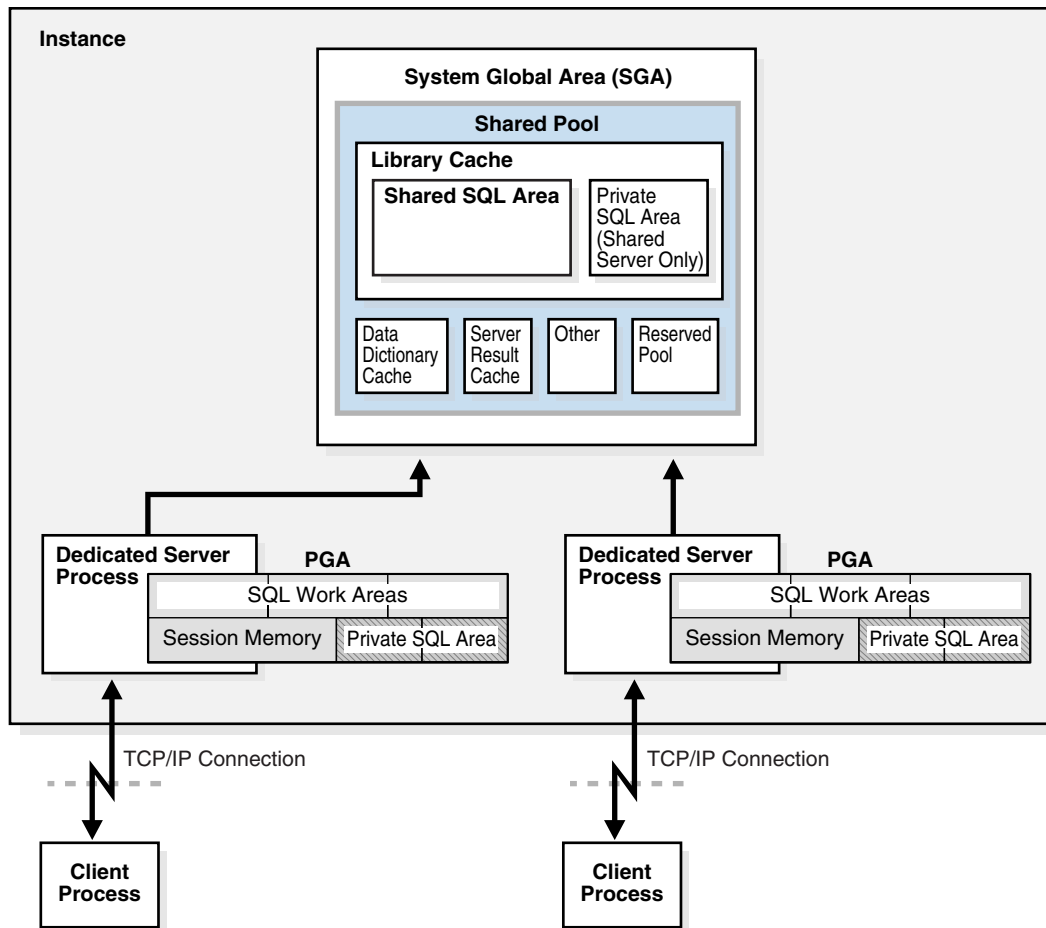 Instance
System Global Area (SGA)
Shared Pool
Library Cache
Shared SQL Area
Private
SQL Area
(Shared
Server Only)
Data
Dictionary
Cache
Server
Result
Cache
Other
Reserved
Pool
Dedicated Server
Process
PGA
SQL Work Areas
Session Memory
Private SQL Area
Dedicated Server
Process
PGA
SQL Work Areas
Session Memory
Private SQL Area
TCP/IP Connection
TCP/IP Connection
Client
Process
Client
Process